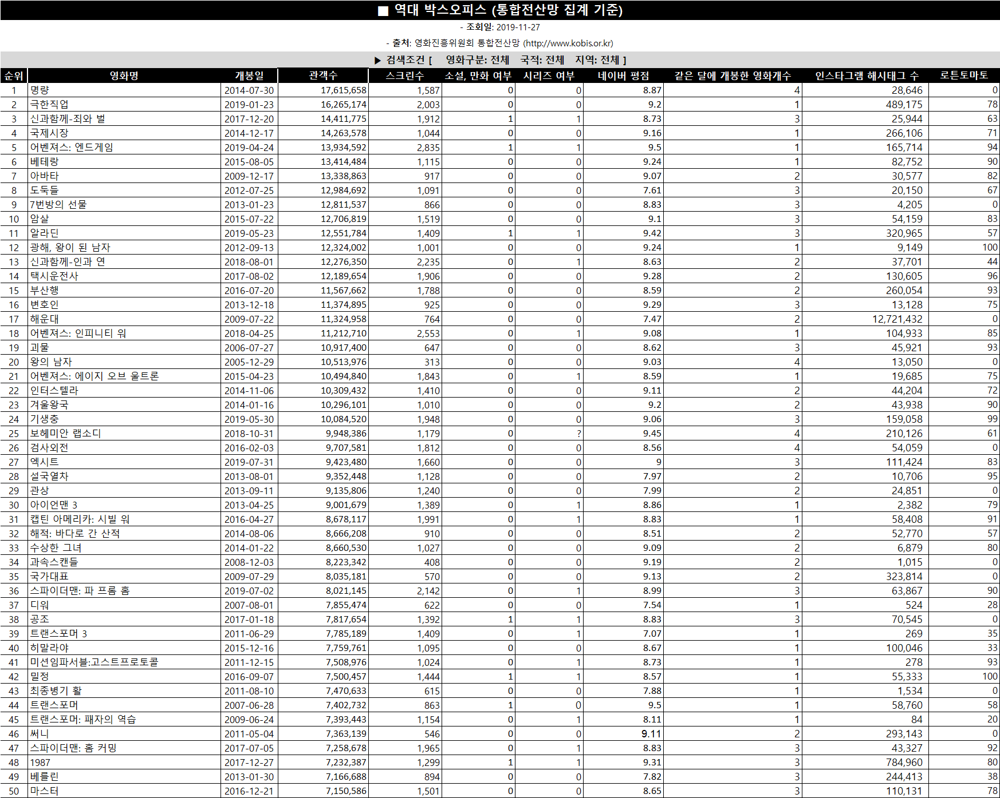 ■ 역대 박스오피스 (통합전산망 집계 기준)
- 조회일: 2019-11-27
- 출처: 영화진흥위원회 통합전산망 (http://www.kobis.or.kr)
▶ 검색조건 [ 영화구분: 전체 국적: 전체 지역: 전체 ]
순위 영화명 개봉일 관객수 스크린수 소설, 만화 여부 시리즈 여부 네이버 평점 같은 달에 개봉한 영화개수 인스타그램 해시태그 수 로튼토마토
1 명량 2014-07-30 17,615,658 1,587 0 0 8.87 4 28,646 0
2 극한직업 2019-01-23 16,265,174 2,003 0 0 9.2 1 489,175 78
3 신과함께-죄와 벌 2017-12-20 14,411,775 1,912 1 1 8.73 3 25,944 63
4 국제시장 2014-12-17 14,263,578 1,044 0 0 9.16 1 266,106 71
5 어벤져스: 엔드게임 2019-04-24 13,934,592 2,835 1 1 9.5 1 165,714 94
6 베테랑 2015-08-05 13,414,484 1,115 0 0 9.24 1 82,752 90
7 아바타 2009-12-17 13,338,863 917 0 0 9.07 2 30,577 82
8 도둑들 2012-07-25 12,984,692 1,091 0 0 7.61 3 20,150 67
9 7번방의 선물 2013-01-23 12,811,537 866 0 0 8.83 3 4,205 0
10 암살 2015-07-22 12,706,819 1,519 0 0 9.1 3 54,159 83
11 알라딘 2019-05-23 12,551,784 1,409 1 1 9.42 3 320,965 57
12 광해, 왕이 된 남자 2012-09-13 12,324,002 1,001 0 0 9.24 1 9,149 100
13 신과함께-인과 연 2018-08-01 12,276,350 2,235 0 1 8.63 2 37,701 44
14 택시운전사 2017-08-02 12,189,654 1,906 0 0 9.28 2 130,605 96
15 부산행 2016-07-20 11,567,662 1,788 0 0 8.59 2 260,054 93
16 변호인 2013-12-18 11,374,895 925 0 0 9.29 3 13,128 75
17 해운대 2009-07-22 11,324,958 764 0 0 7.47 2 12,721,432 0
18 어벤져스: 인피니티 워 2018-04-25 11,212,710 2,553 0 1 9.08 1 104,933 85
19 괴물 2006-07-27 10,917,400 647 0 0 8.62 3 45,921 93
20 왕의 남자 2005-12-29 10,513,976 313 0 0 9.03 4 13,050 0
21 어벤져스: 에이지 오브 울트론 2015-04-23 10,494,840 1,843 0 1 8.59 1 19,685 75
22 인터스텔라 2014-11-06 10,309,432 1,410 0 0 9.11 2 44,204 72
23 겨울왕국 2014-01-16 10,296,101 1,010 0 0 9.2 2 43,938 90
24 기생충 2019-05-30 10,084,520 1,948 0 0 9.06 3 159,058 99
25 보헤미안 랩소디 2018-10-31 9,948,386 1,179 0 ? 9.45 4 210,126 61
26 검사외전 2016-02-03 9,707,581 1,812 0 0 8.56 4 54,059 0
27 엑시트 2019-07-31 9,423,480 1,660 0 0 9 3 111,424 83
28 설국열차 2013-08-01 9,352,448 1,128 0 0 7.97 2 10,706 95
29 관상 2013-09-11 9,135,806 1,240 0 0 7.99 2 24,851 0
30 아이언맨 3 2013-04-25 9,001,679 1,389 0 1 8.86 1 2,382 79
31 캡틴 아메리카: 시빌 워 2016-04-27 8,678,117 1,991 0 1 8.83 1 58,408 91
32 해적: 바다로 간 산적 2014-08-06 8,666,208 910 0 0 8.51 2 52,770 57
33 수상한 그녀 2014-01-22 8,660,530 1,027 0 0 9.09 2 6,879 80
34 과속스캔들 2008-12-03 8,223,342 408 0 0 9.19 2 1,015 0
35 국가대표 2009-07-29 8,035,181 570 0 0 9.13 2 323,814 0
36 스파이더맨: 파 프롬 홈 2019-07-02 8,021,145 2,142 0 1 8.99 3 63,867 90
37 디워 2007-08-01 7,855,474 622 0 0 7.54 1 524 28
38 공조 2017-01-18 7,817,654 1,392 1 1 8.83 3 70,545 0
39 트랜스포머 3 2011-06-29 7,785,189 1,409 0 1 7.07 1 269 35
40 히말라야 2015-12-16 7,759,761 1,095 0 0 8.67 1 100,046 33
41 미션임파서블:고스트프로토콜 2011-12-15 7,508,976 1,024 0 1 8.73 1 278 93
42 밀정 2016-09-07 7,500,457 1,444 1 1 8.57 1 55,333 100
43 최종병기 활 2011-08-10 7,470,633 615 0 0 7.88 1 1,534 0
44 트랜스포머 2007-06-28 7,402,732 863 1 0 9.5 1 58,760 58
45 트랜스포머: 패자의 역습 2009-06-24 7,393,443 1,154 0 1 8.11 1 84 20
46 써니 2011-05-04 7,363,139 546 0 0 9.11 2 293,143 0
47 스파이더맨: 홈 커밍 2017-07-05 7,258,678 1,965 0 1 8.83 3 43,327 92
48 1987 2017-12-27 7,232,387 1,299 1 1 9.31 3 784,960 80
49 베를린 2013-01-30 7,166,688 894 0 0 7.82 3 244,413 38
50 마스터 2016-12-21 7,150,586 1,501 0 0 8.65 3 110,131 78